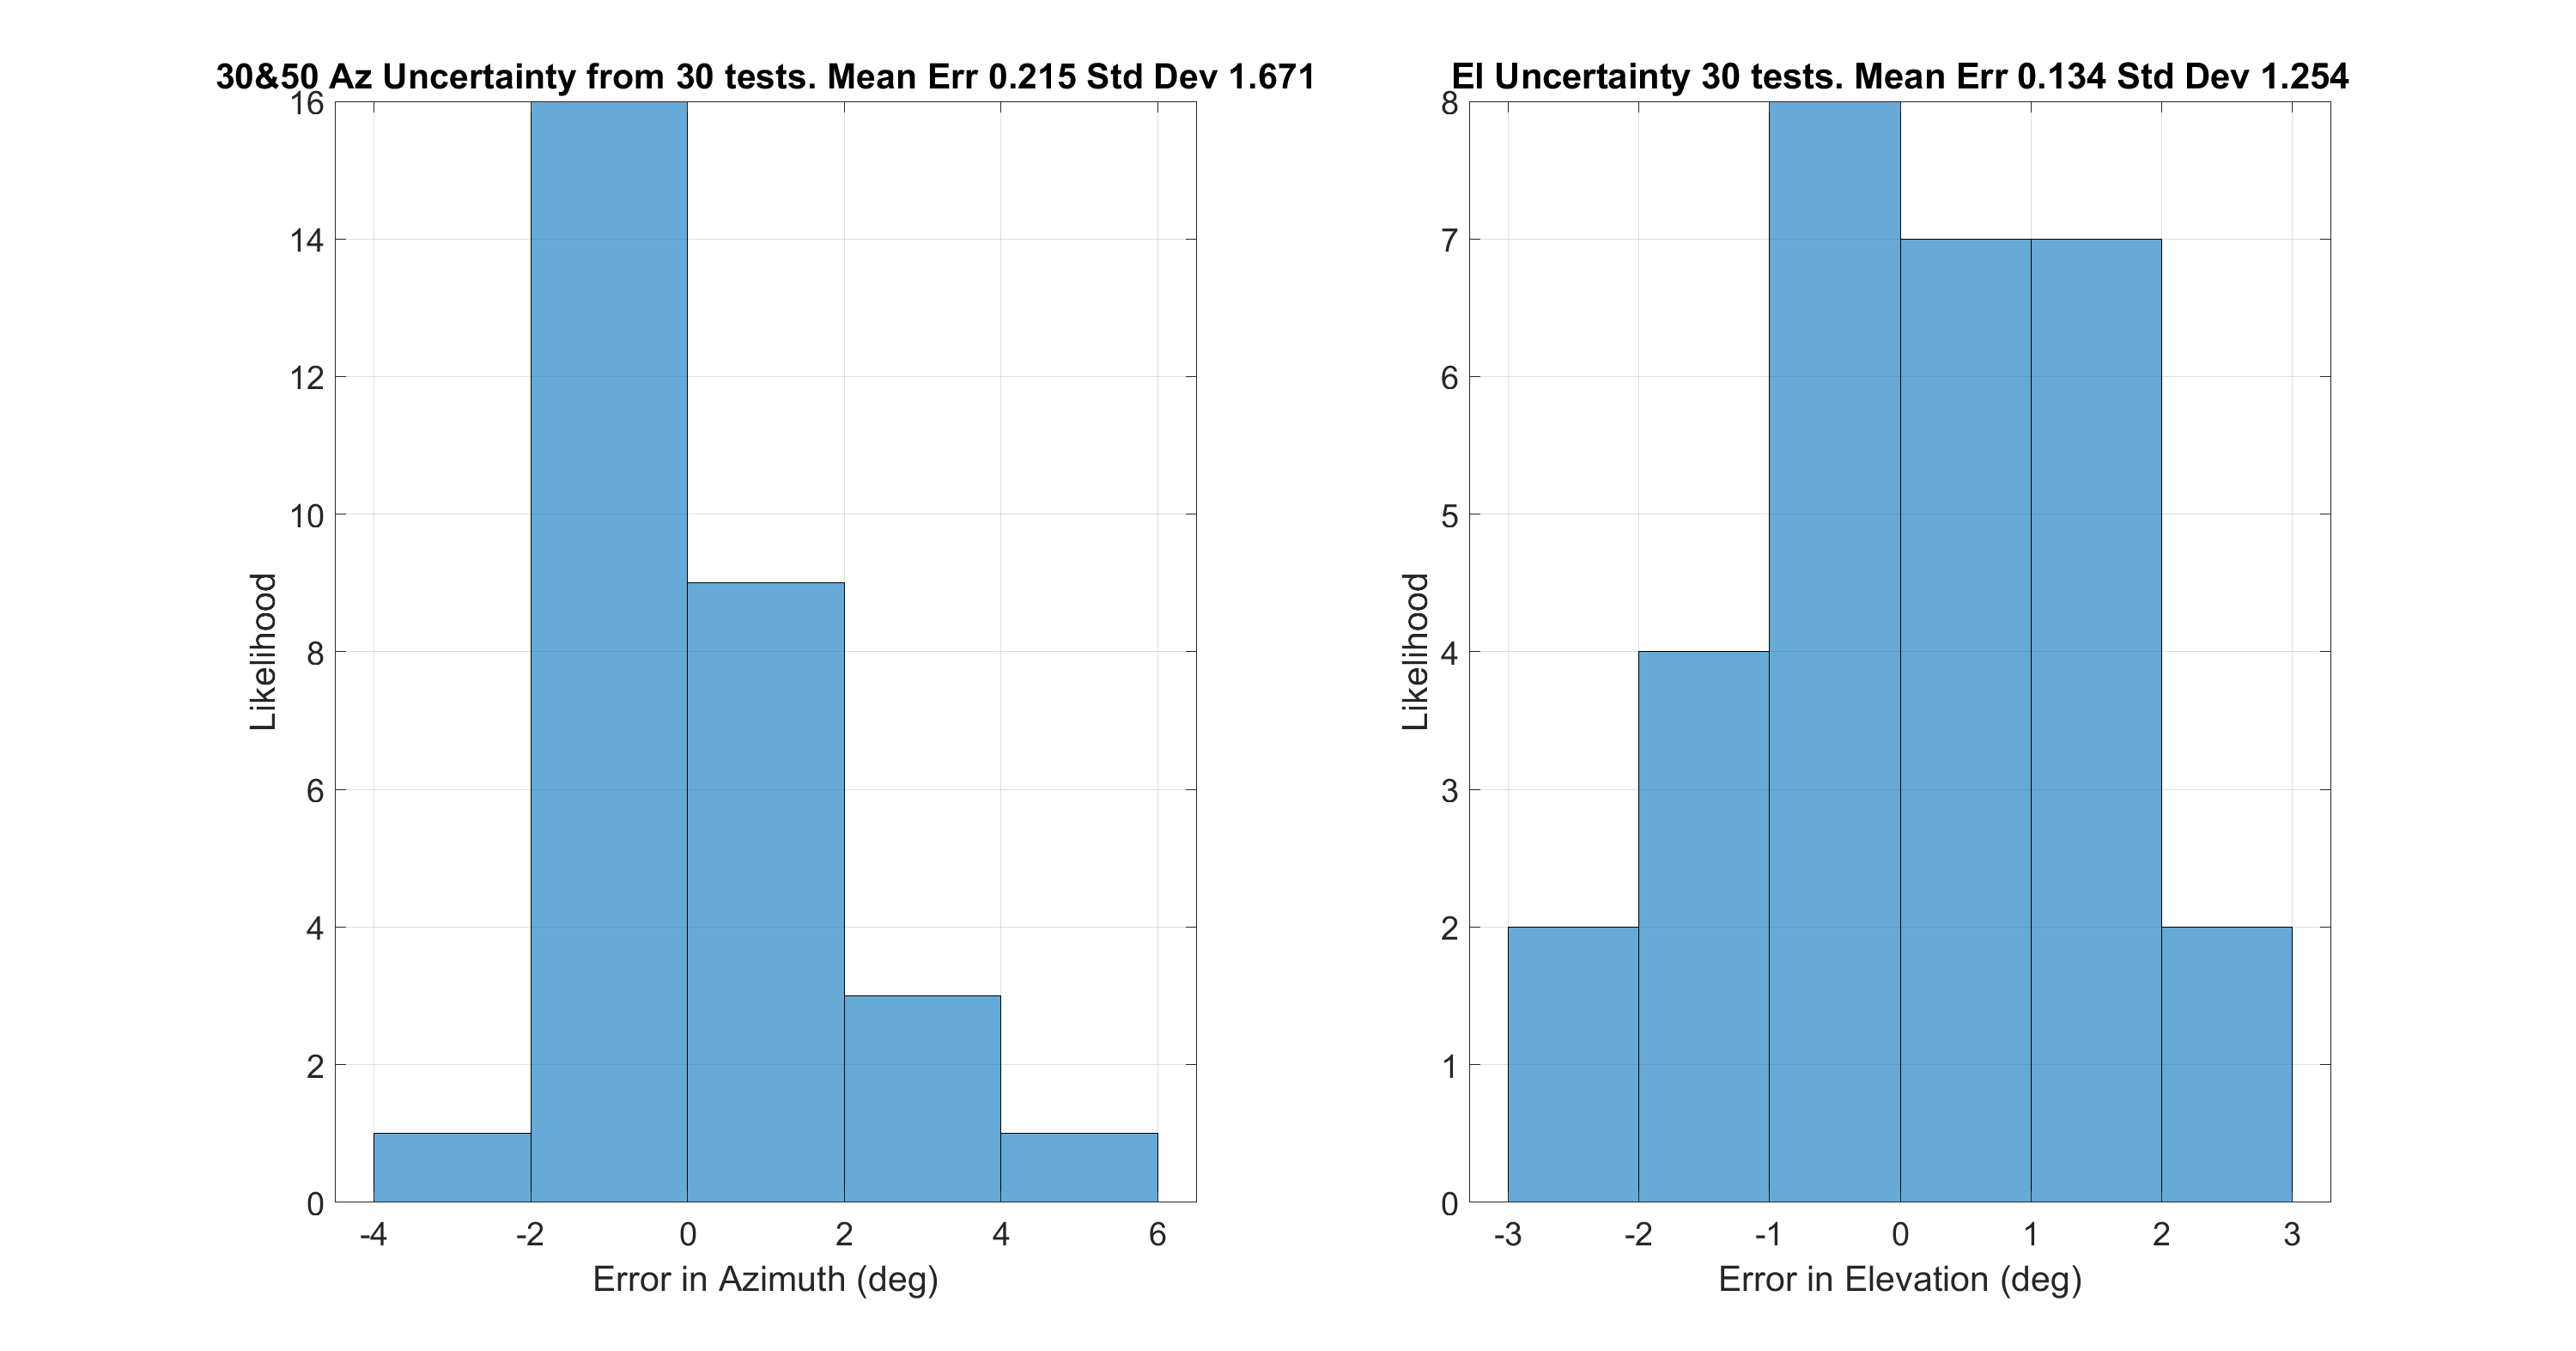 30&50 Az Uncertainty from 30 tests. Mean Err 0.215 Std Dev 1.671
16
14
12
10
8
6
4
2
0
Likelihood
-4 -2 0 2 4 6
Error in Azimuth (deg)
El Uncertainty 30 tests. Mean Err 0.134 Std Dev 1.254
8
7
6
5
4
3
2
1
0
Likelihood
-3 -2 -1 0 1 2 3
Error in Elevation (deg)